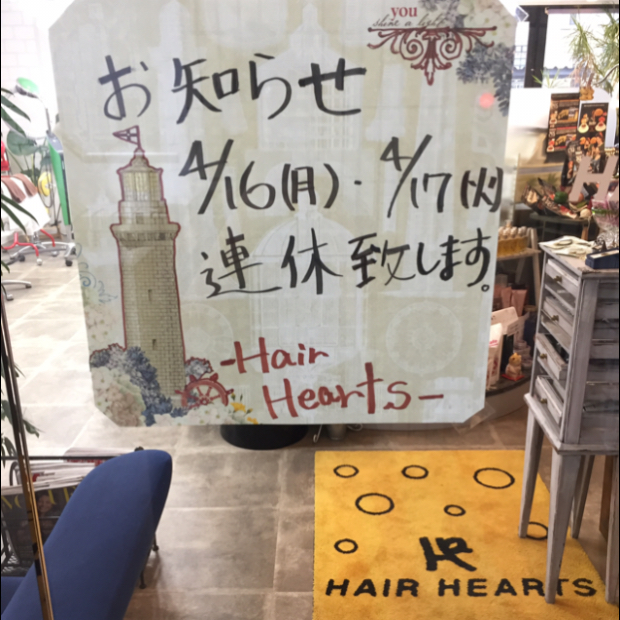 you
shine a light
お知らせ
4/16(月)・4/17(火)
連休致します。
-Hair
Hearts-
HR
HAIR HEARTS